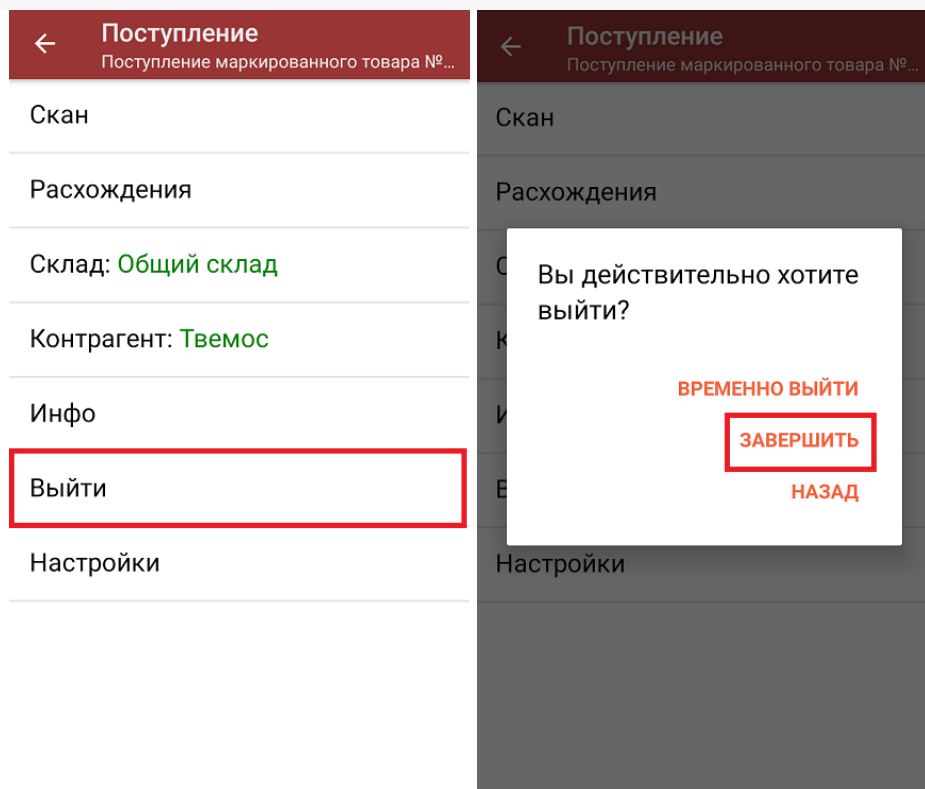 Поступление
Поступление маркированного товара №...
Скан
Расхождения
Склад: Общий склад
Контрагент: Твемос
Инфо
Выйти
Настройки
Поступление
Поступление маркированного товара №...
Скан
Расхождения
Вы действительно хотите
выйти?
ВРЕМЕННО ВЫЙТИ
ЗАВЕРШИТЬ
НАЗАД
Настройки